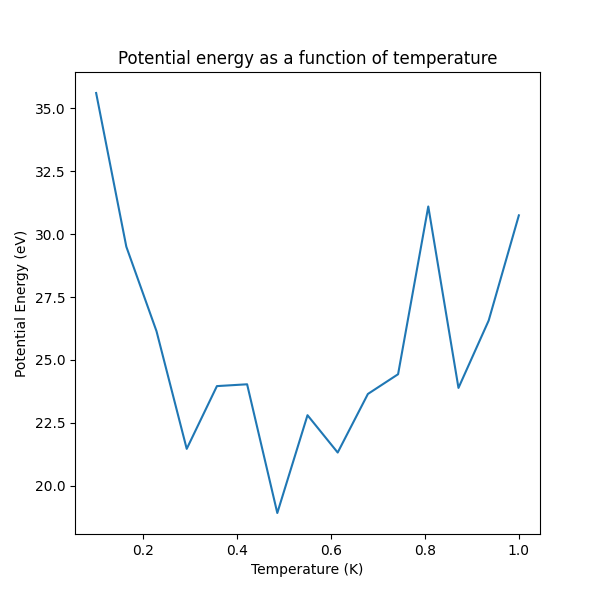 Potential energy as a function of temperature
Potential Energy (eV)
35.0
32.5
30.0
27.5
25.0
22.5
20.0
0.2 0.4 0.6 0.8 1.0
Temperature (K)